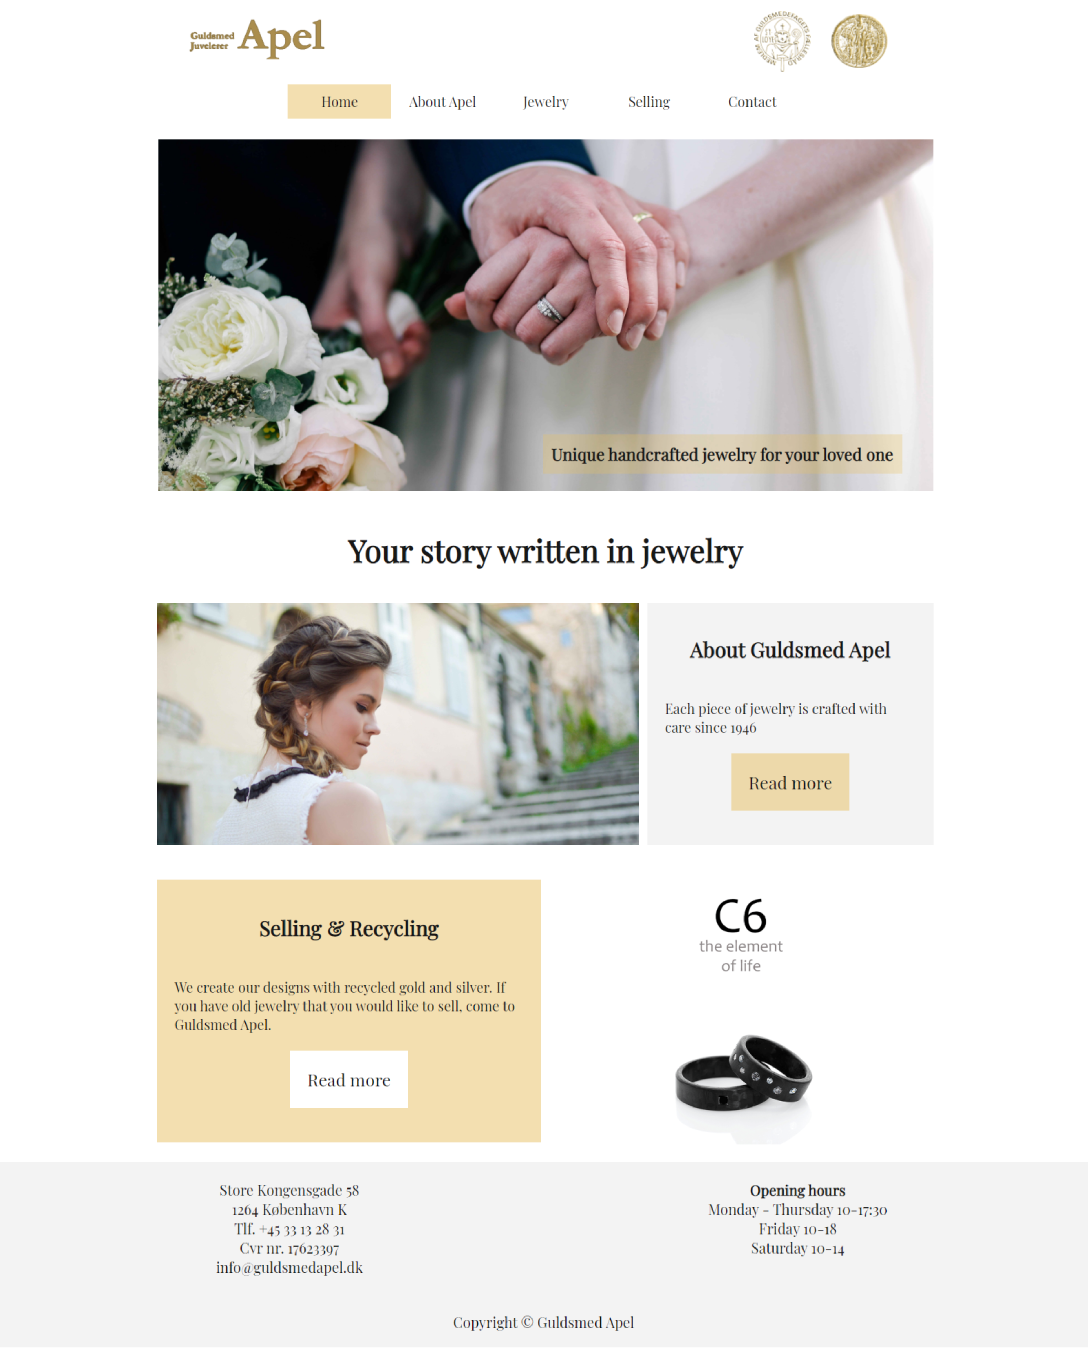 Guldsmed
Juvelerer
Apel
MEDLEM AF GULDSMEDEFAGETS FÆLLESRÅD
Home
About Apel
Jewelry
Selling
Contact
Unique handcrafted jewelry for your loved one
Your story written in jewelry
About Guldsmed Apel
Each piece of jewelry is crafted with
care since 1946
Read more
Selling & Recycling
We create our designs with recycled gold and silver. If
you have old jewelry that you would like to sell, come to
Guldsmed Apel.
Read more
C6
the element
of life
Store Kongensgade 58
1264 København K
Tlf. +45 33 13 28 31
Cvr nr. 17623397
info@guldsmedapel.dk
Opening hours
Monday - Thursday 10-17:30
Friday 10-18
Saturday 10-14
Copyright © Guldsmed Apel